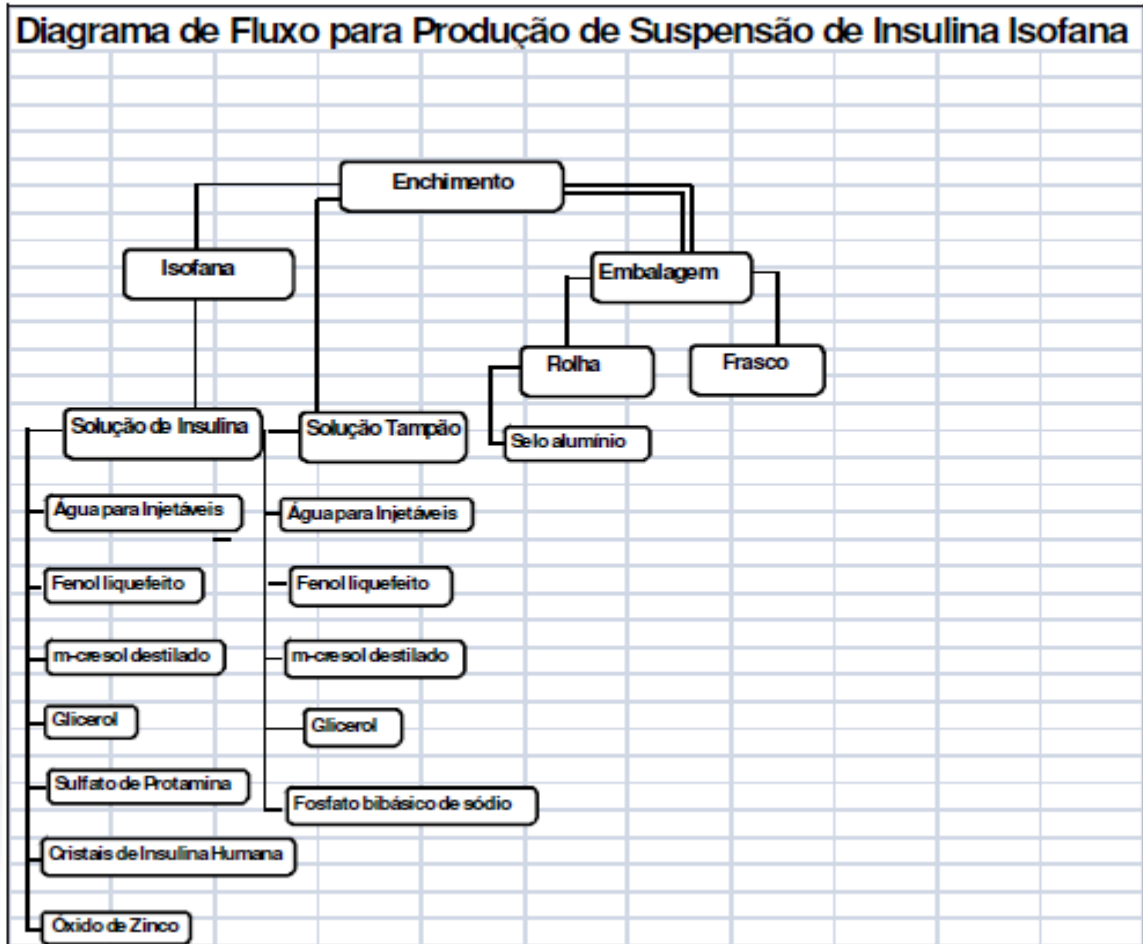 Diagrama de Fluxo para Produção de Suspensão de Insulina Isofana
Enchimento
Isofana
Embalagem
Rolha
Frasco
Solução de Insulina
Solução Tampão
Selo alumínio
Água para Injetáveis
Água para Injetáveis
Fenol liquefeito
Fenol liquefeito
m-cresol destilado
m-cresol destilado
Glicerol
Glicerol
Sulfato de Protamina
Fosfato bibásico de sódio
Cristais de Insulina Humana
Óxido de Zinco